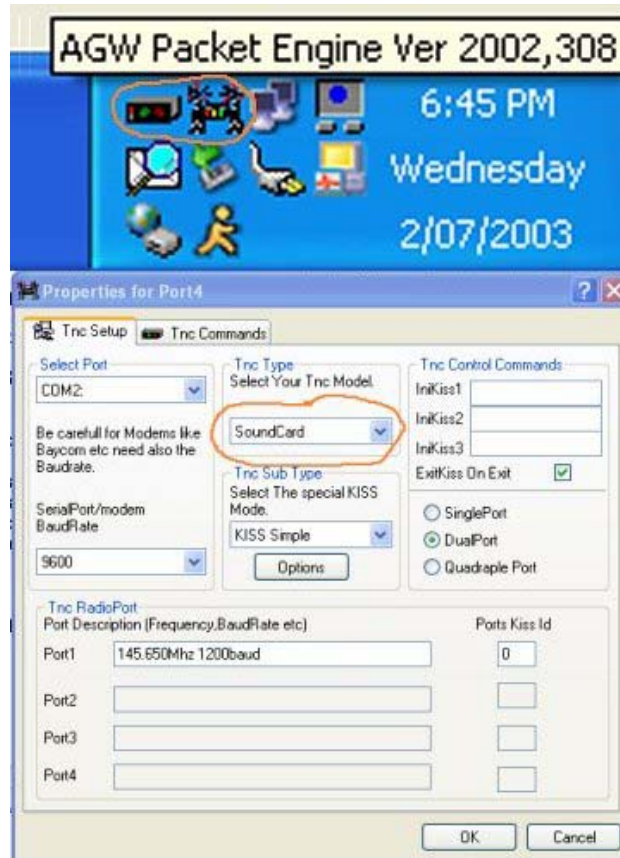 AGW Packet Engine Ver 2002,308
6:45 PM
Wednesday
2/07/2003
Properties for Port4
Tnc Setup
Tnc Commands
Select Port
COM2:
Be carefull for Modems like
Baycom etc need also the
Baudrate.
SerialPort/modem
BaudRate
9600
Tnc Type
Select Your Tnc Model.
SoundCard
Tnc Sub Type
Select The special KISS
Mode.
KISS Simple
Options
Tnc Control Commands
IniKiss1
IniKiss2
IniKiss3
ExitKiss On Exit
SinglePort
DualPort
Quadraple Port
Tnc RadioPort
Port Description (Frequency,BaudRate etc)
Ports Kiss Id
Port1
145.650Mhz 1200baud
0
Port2
Port3
Port4
OK
Cancel